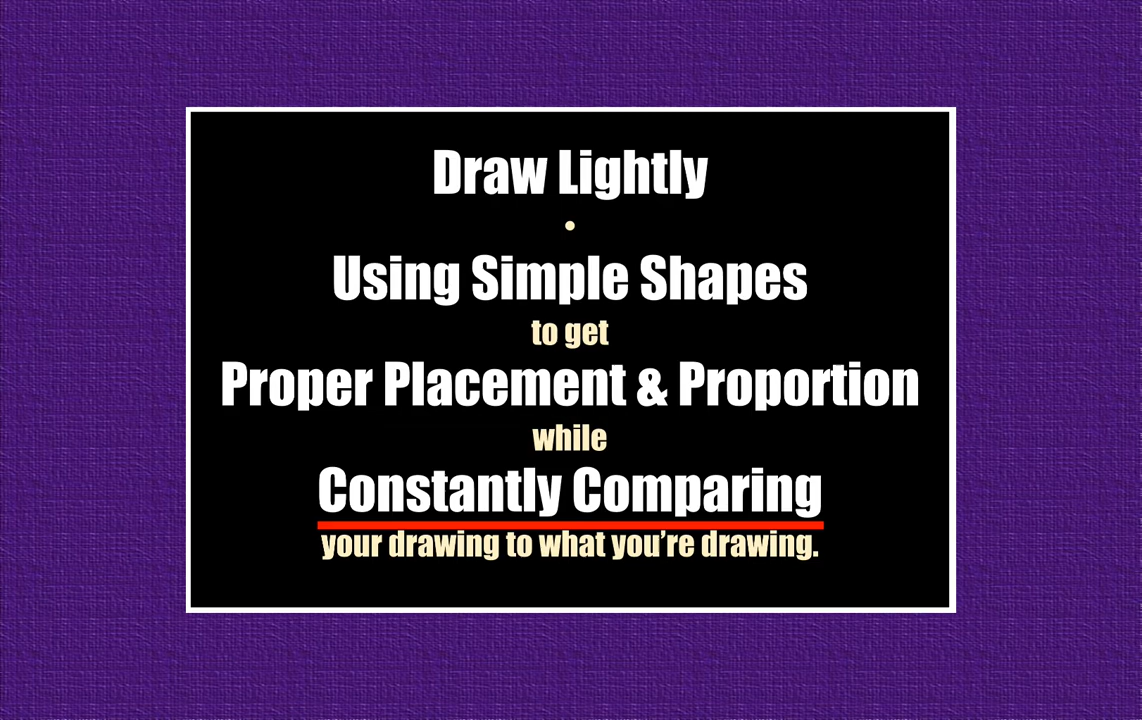 Draw Lightly
•
Using Simple Shapes
to get
Proper Placement & Proportion
while
Constantly Comparing
your drawing to what you’re drawing.